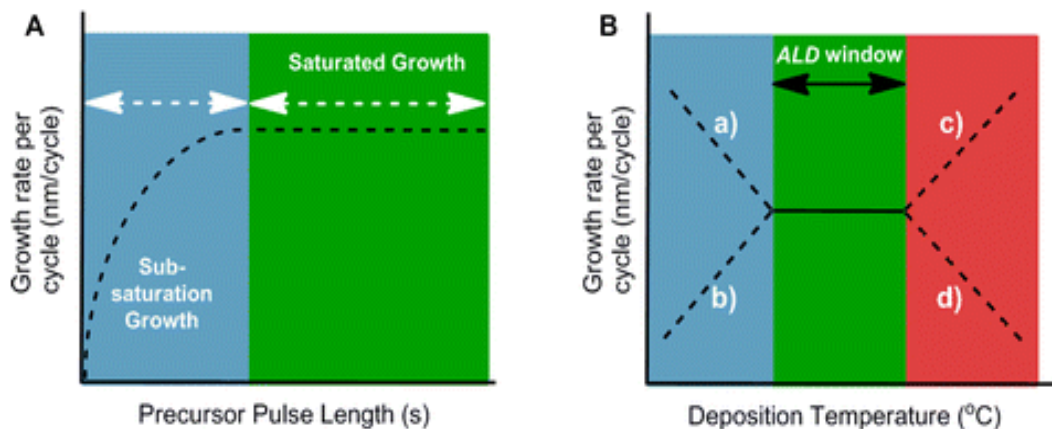 A
Saturated Growth
Sub-
saturation
Growth
Growth rate per
cycle (nm/cycle)
Precursor Pulse Length (s)
B
ALD window
a)
c)
b)
d)
Growth rate per
cycle (nm/cycle)
Deposition Temperature (⁰C)